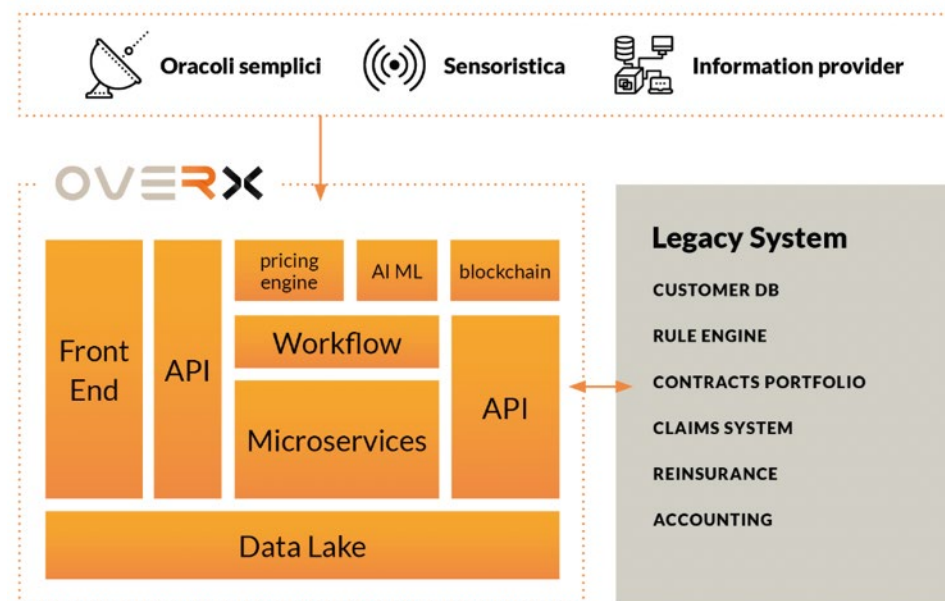 Oracoli semplici
Sensoristica
Information provider
OVERX
Front
End
API
pricing
engine
AI ML
blockchain
Workflow
Microservices
API
Data Lake
Legacy System
CUSTOMER DB
RULE ENGINE
CONTRACTS PORTFOLIO
CLAIMS SYSTEM
REINSURANCE
ACCOUNTING